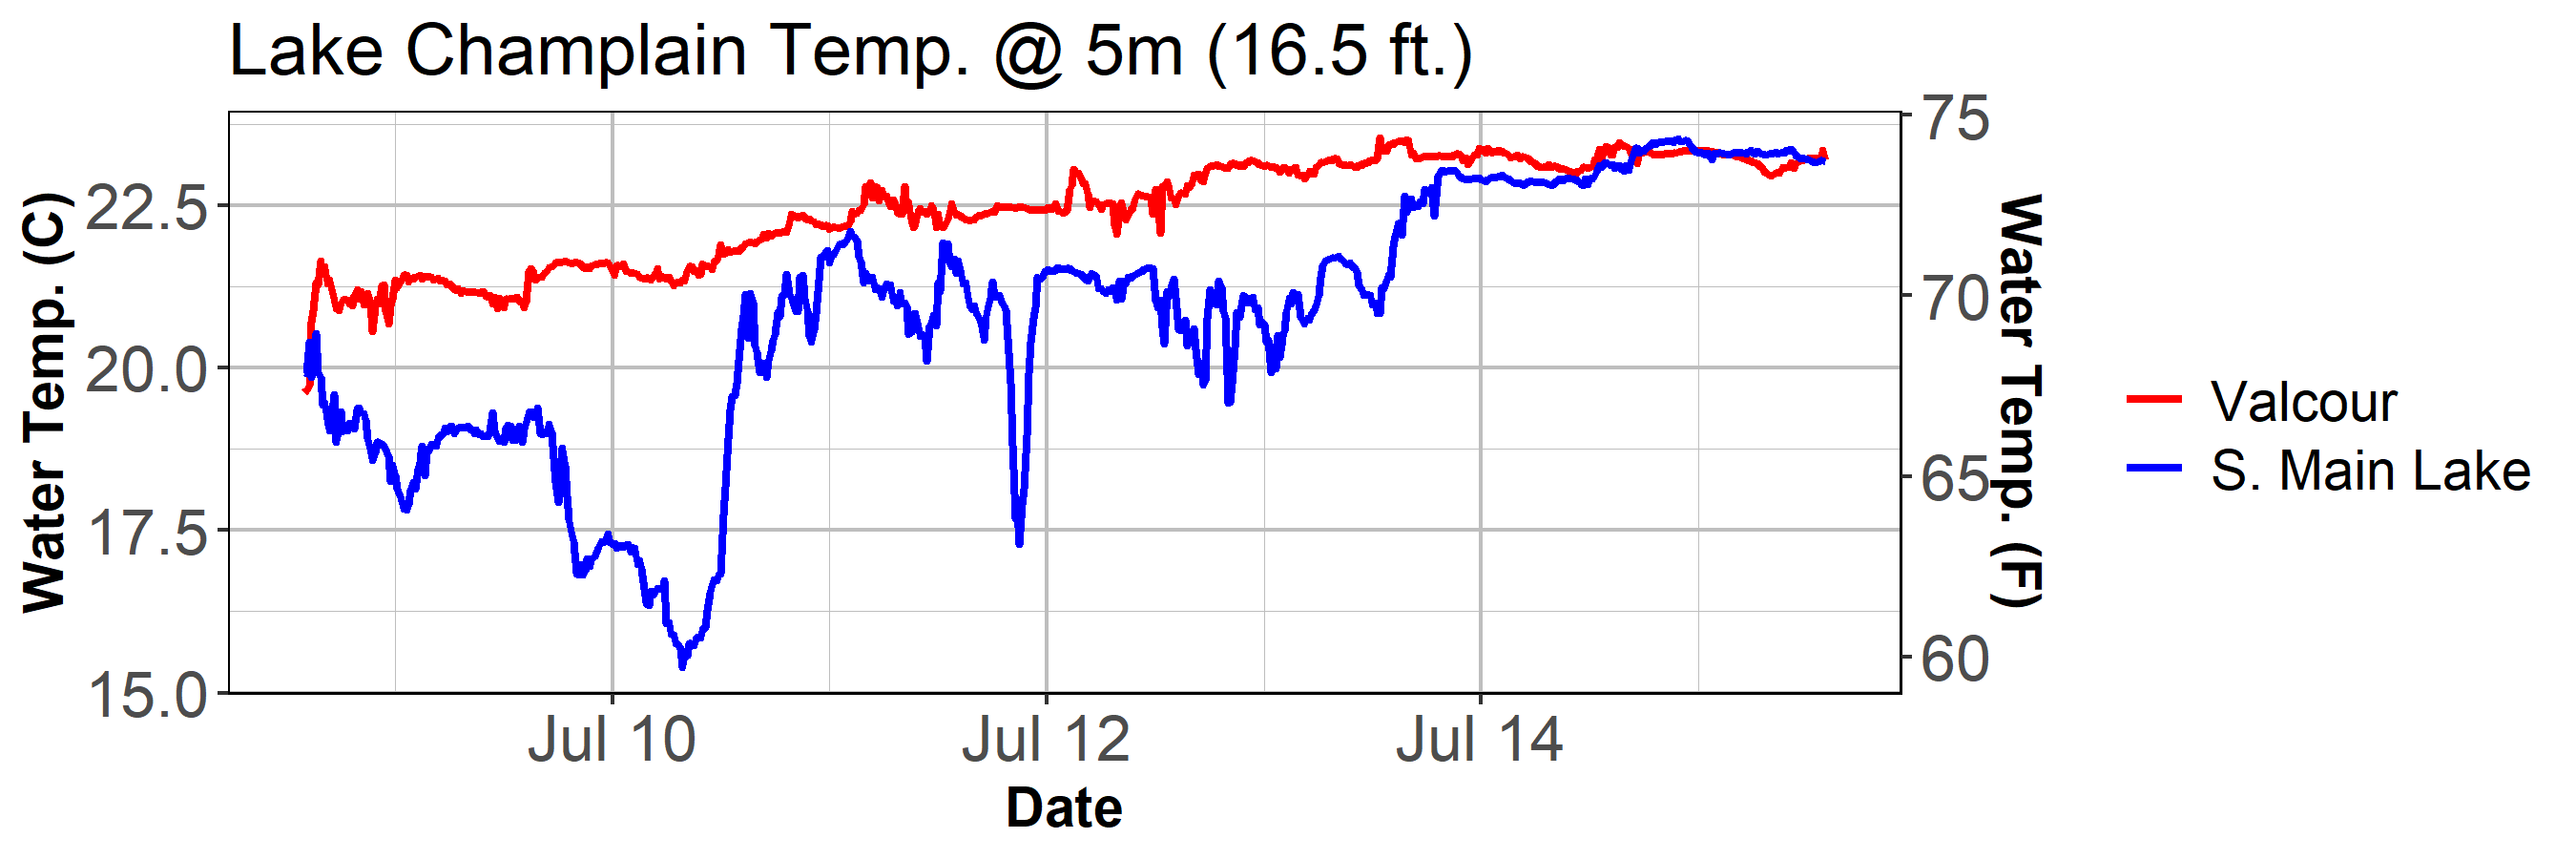 Lake Champlain Temp. @ 5m (16.5 ft.)
Water Temp. (C)
22.5
20.0
17.5
15.0
75
70
65
60
Water Temp. (F)
Jul 10
Jul 12
Jul 14
Date
Valcour
S. Main Lake